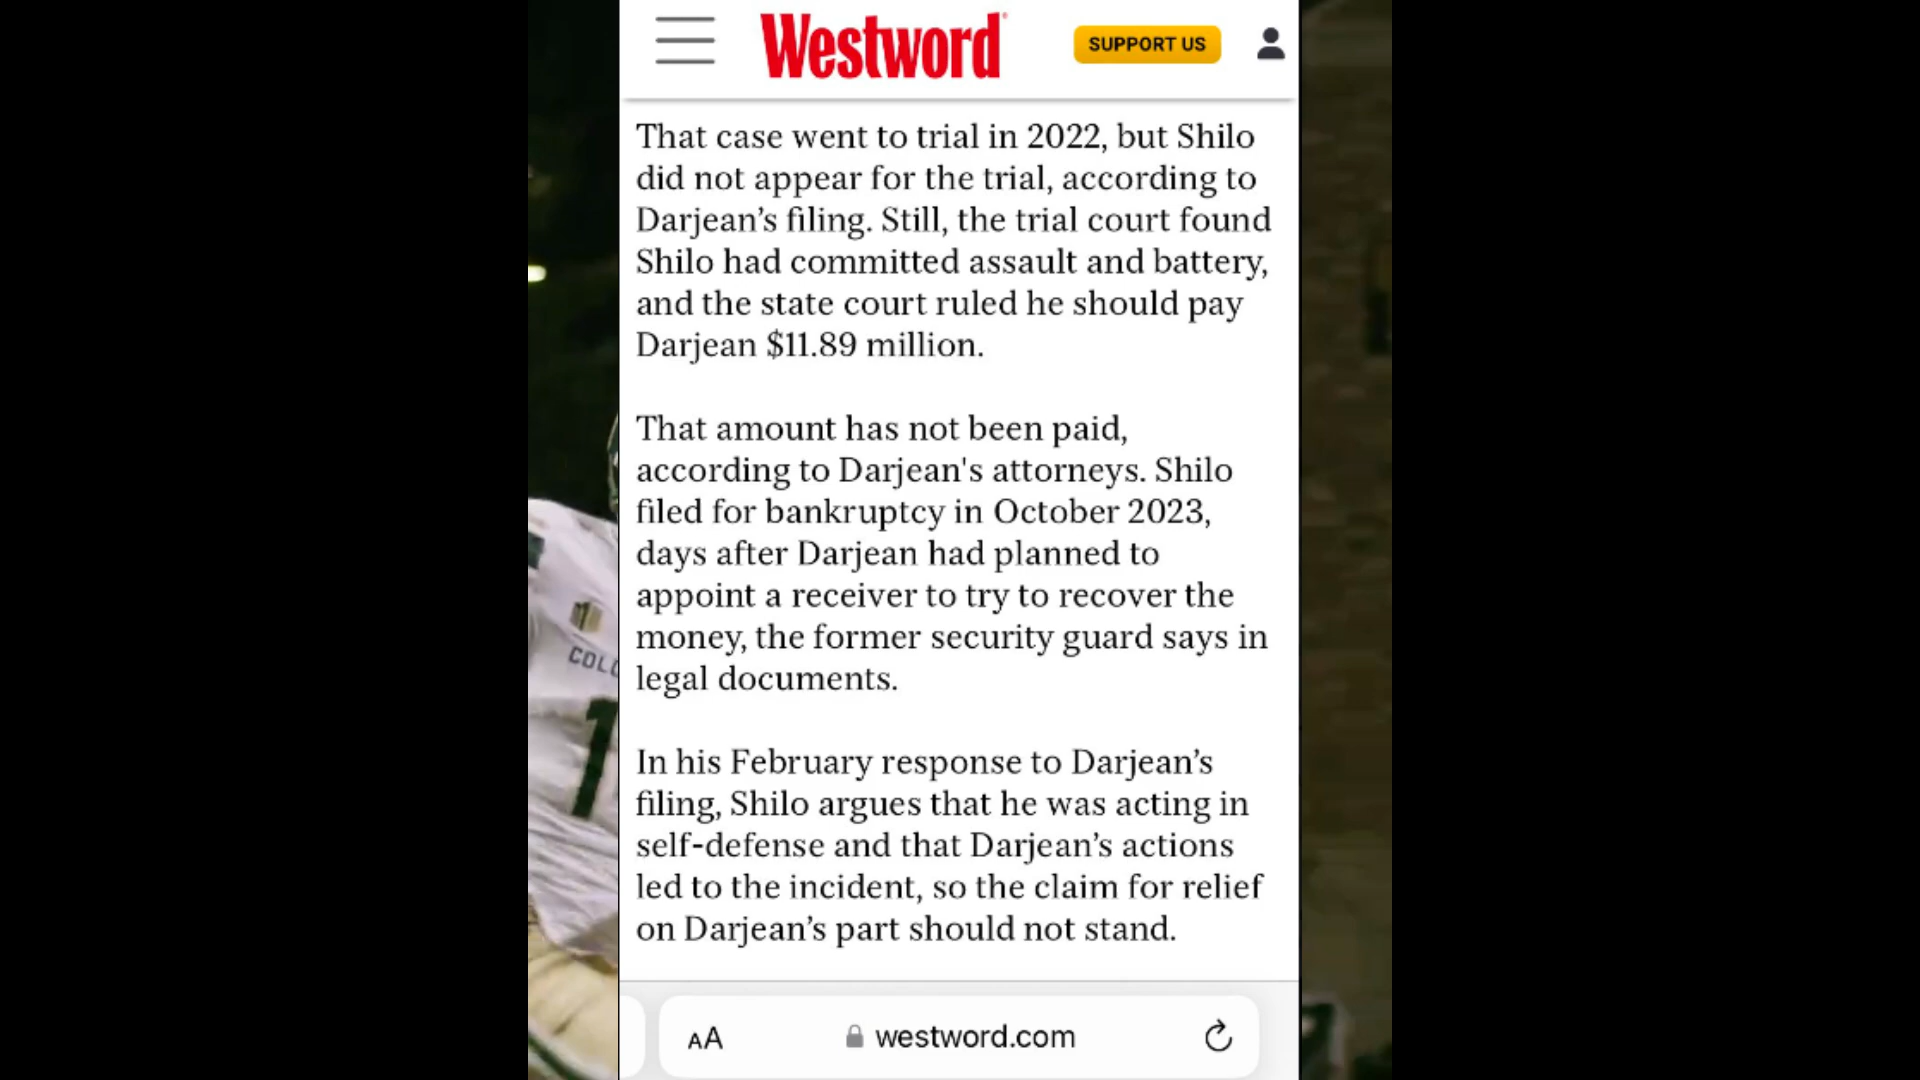 Westword
SUPPORT US
That case went to trial in 2022, but Shilo
did not appear for the trial, according to
Darjean’s filing. Still, the trial court found
Shilo had committed assault and battery,
and the state court ruled he should pay
Darjean $11.89 million.
That amount has not been paid,
according to Darjean's attorneys. Shilo
filed for bankruptcy in October 2023,
days after Darjean had planned to
appoint a receiver to try to recover the
money, the former security guard says in
legal documents.
In his February response to Darjean’s
filing, Shilo argues that he was acting in
self-defense and that Darjean’s actions
led to the incident, so the claim for relief
on Darjean’s part should not stand.
COL
1
AA
westword.com